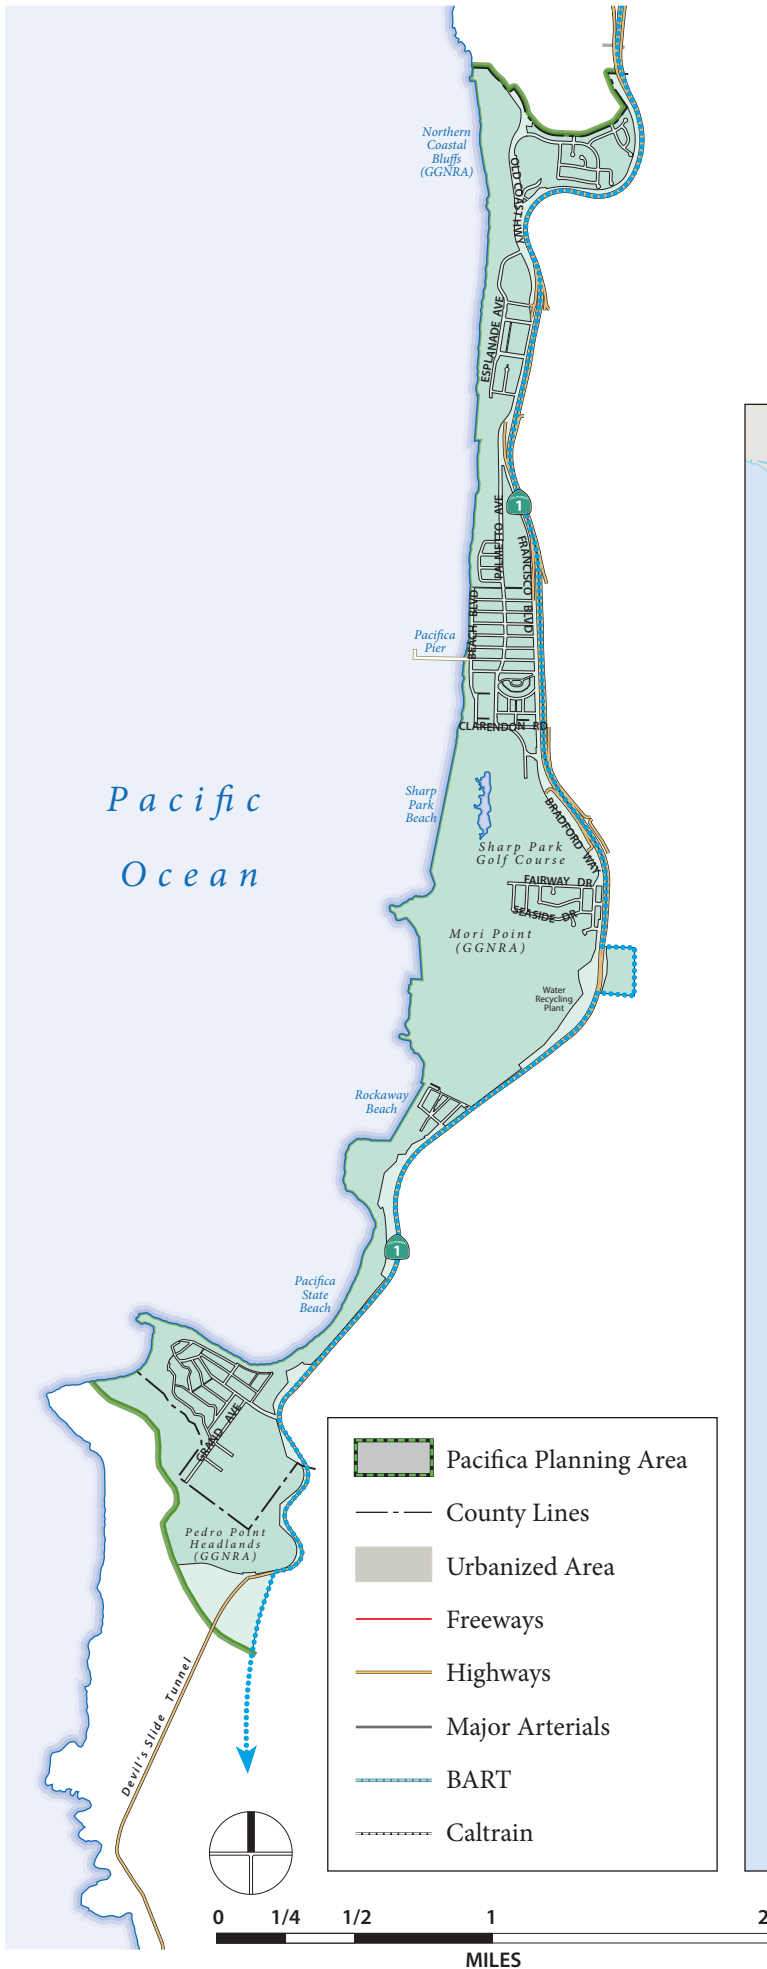 Northern
Coastal
Bluffs
(GGNRA)
OLD COAST HWY
ESPLANADE AVE
1
PALMETTO AVE
FRANCISCO BLVD
BEACH BLVD
Pacifica
Pier
CLARENDON RD
Pacific
Ocean
Sharp
Park
Beach
BRADFORD WAY
Sharp Park
Golf Course
FAIRWAY DR
SEASIDE DR
Mori Point
(GGNRA)
Water
Recycling
Plant
Rockaway
Beach
1
Pacifica
State
Beach
GRAND AVE
Pedro Point
Headlands
(GGNRA)
Devil's Slide Tunnel
Pacifica Planning Area
County Lines
Urbanized Area
Freeways
Highways
Major Arterials
BART
Caltrain
0 1/4 1/2 1 2
MILES